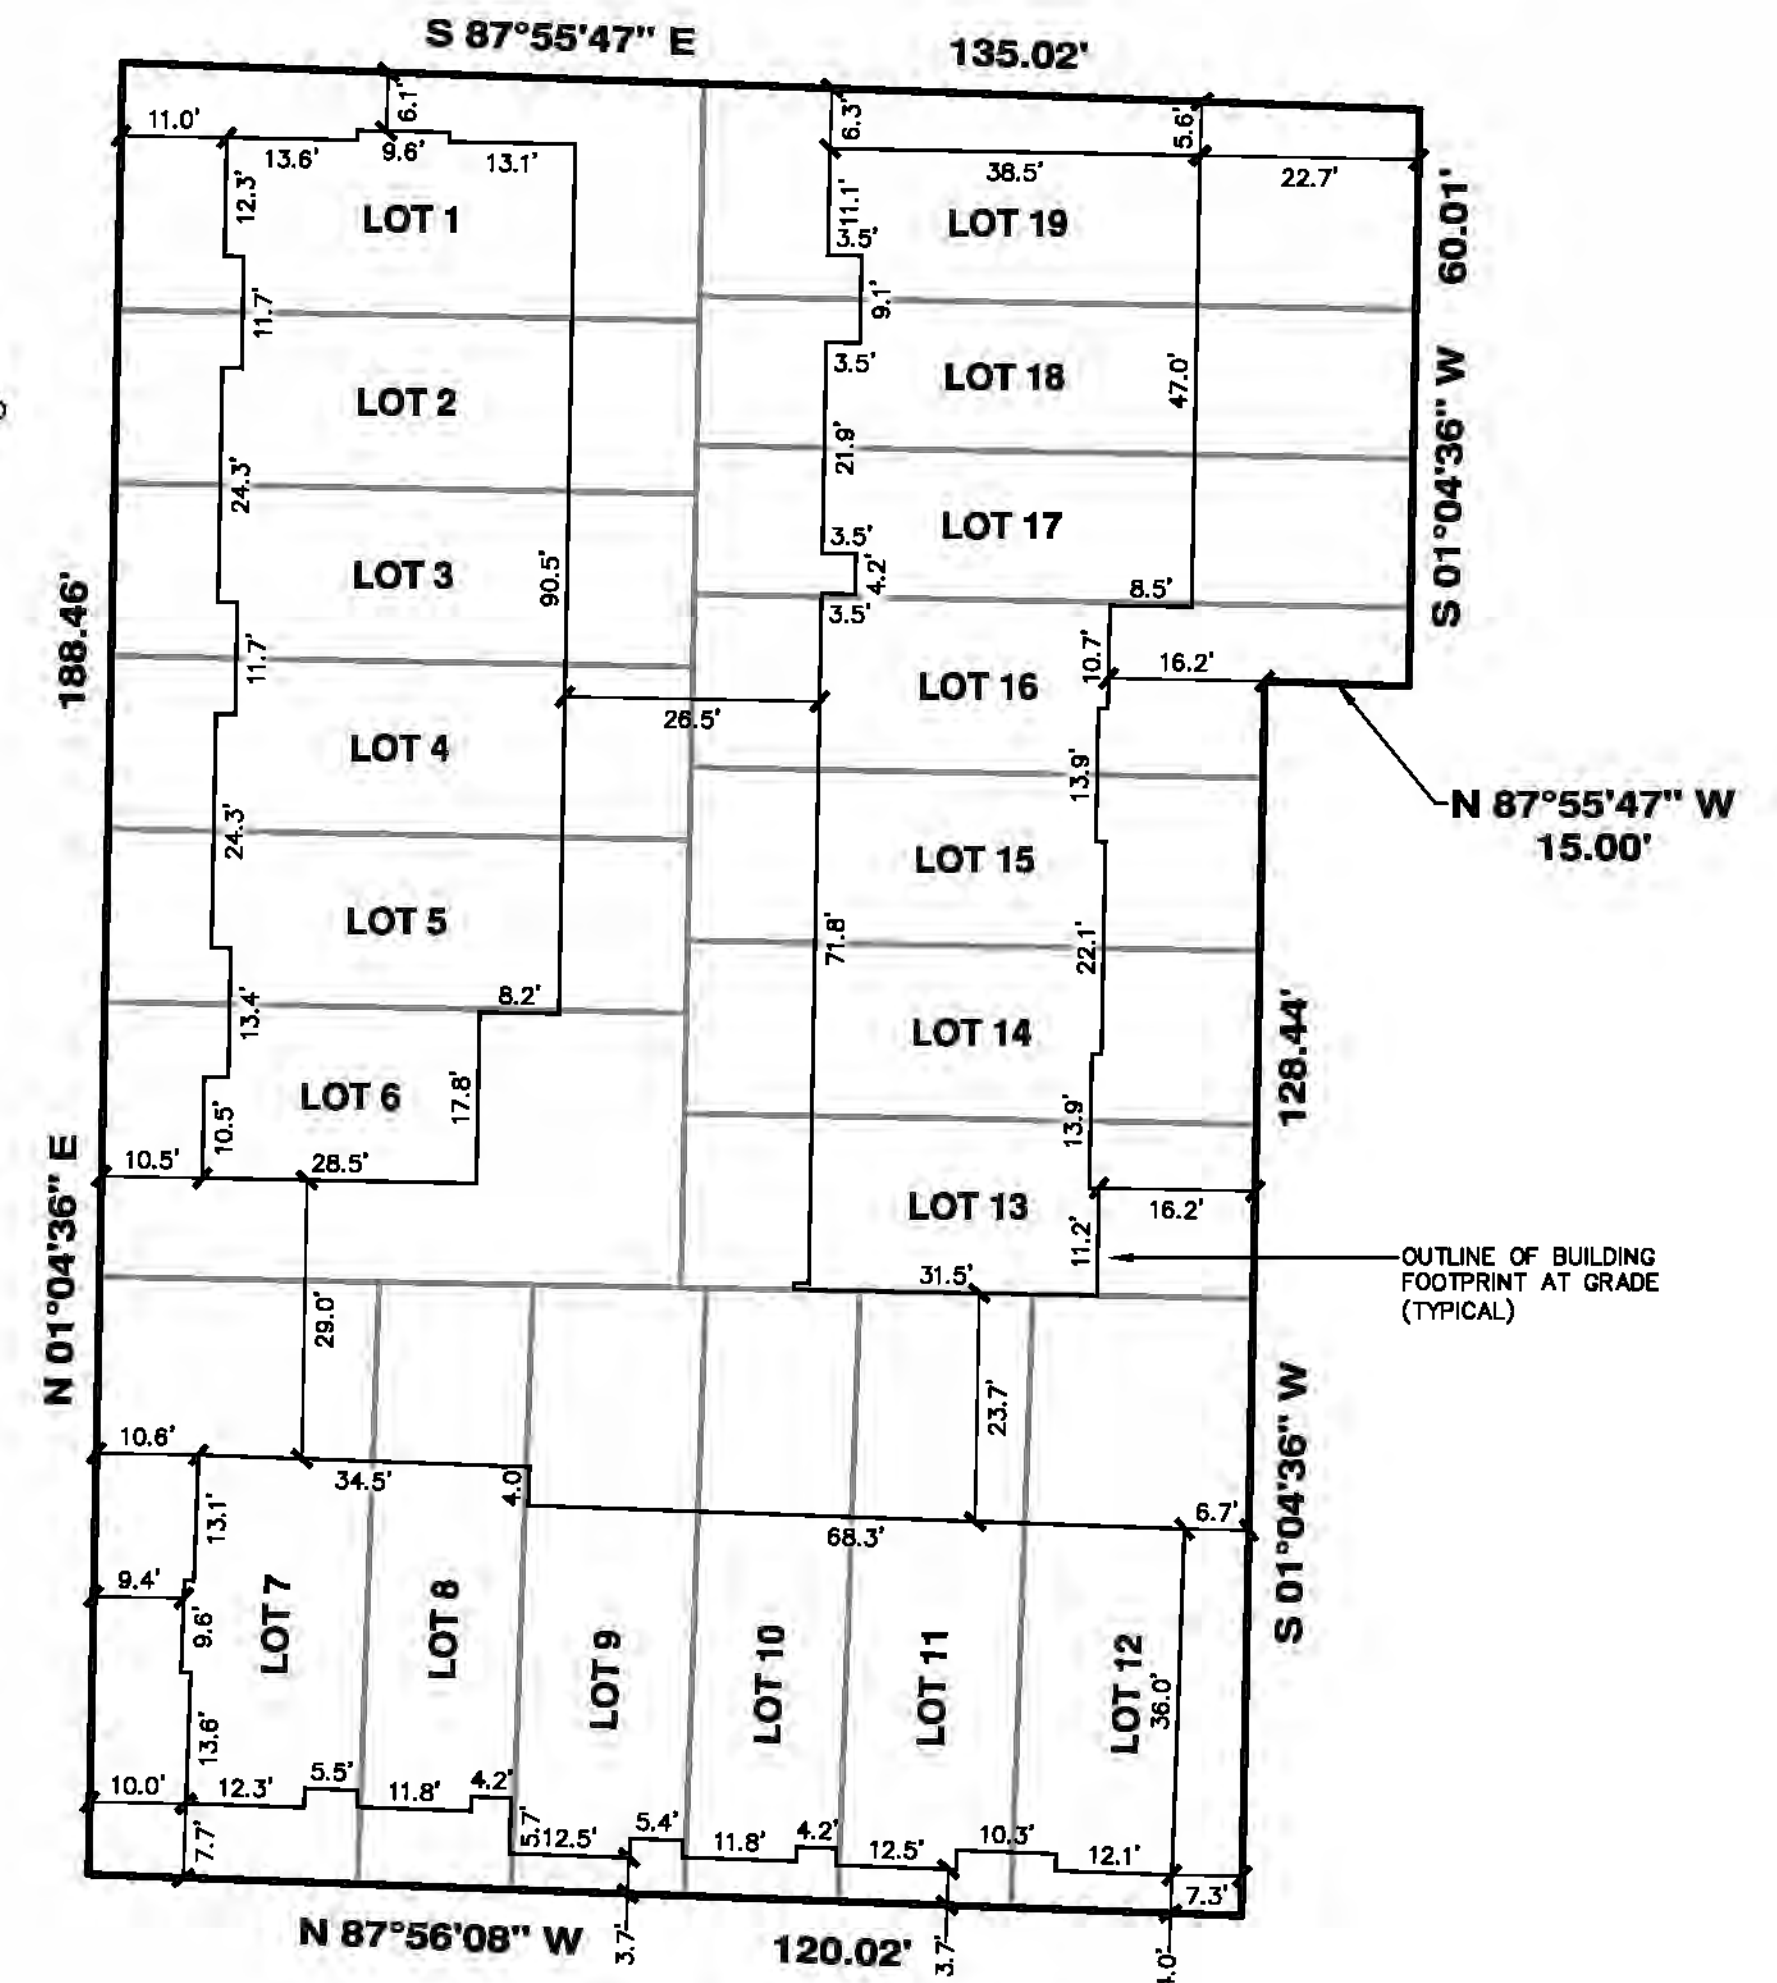 S 87°55'47" E
135.02'
11.0'
6.1'
6.3'
5.6'
13.6'
9.6'
13.1'
38.5'
22.7'
12.3'
LOT 1
11.1'
3.5'
LOT 19
60.01'
11.7'
9.1'
3.5'
LOT 2
LOT 18
47.0'
S 01°04'36" W
24.3'
21.9'
LOT 17
3.5'
4.2'
3.5'
8.5'
LOT 3
90.5'
188.46'
11.7'
10.7'
16.2'
LOT 16
26.5'
LOT 4
13.9'
N 87°55'47" W
15.00'
24.3'
LOT 15
LOT 5
71.8'
22.1'
8.2'
13.4'
LOT 14
128.44'
LOT 6
17.8'
10.5'
13.9'
10.5'
28.5'
N 01°04'36" E
LOT 13
16.2'
11.2'
OUTLINE OF BUILDING
FOOTPRINT AT GRADE
(TYPICAL)
31.5'
29.0'
23.7'
S 01°04'36" W
10.6'
34.5'
4.0'
68.3'
6.7'
13.1'
9.4'
9.6'
LOT 7
LOT 8
LOT 9
LOT 10
LOT 11
LOT 12
36.0'
13.6'
10.0'
12.3'
5.5'
11.8'
4.2'
5.7'
12.5'
5.4'
11.8'
4.2'
12.5'
10.3'
12.1'
7.7'
7.3'
N 87°56'08" W
3.7'
120.02'
3.7'